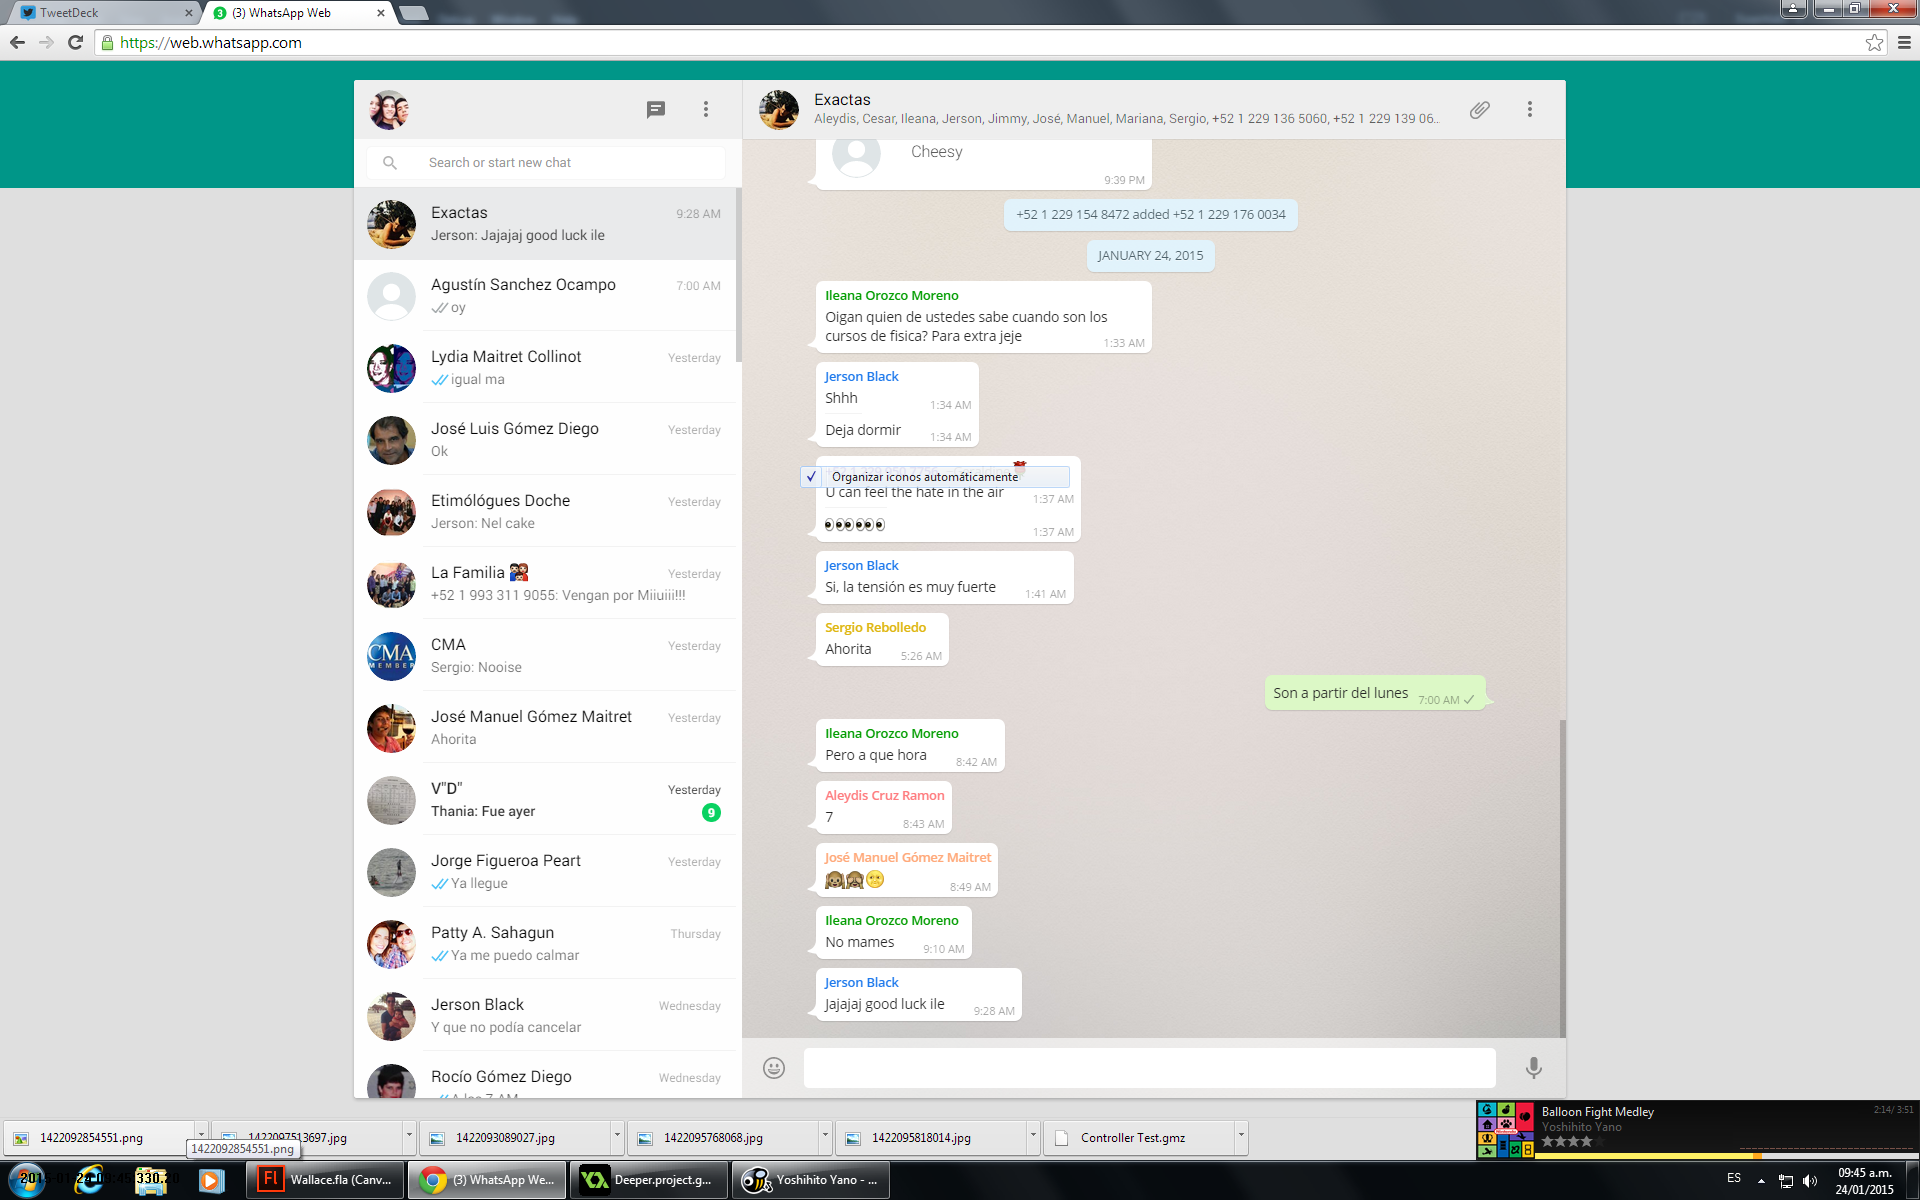 TweetDeck
(3) WhatsApp Web
https://web.whatsapp.com
Search or start new chat
Exactas
9:28 AM
Jerson: Jajajaj good luck ile
Agustín Sanchez Ocampo
7:00 AM
oy
Lydia Maitret Collinot
Yesterday
igual ma
José Luis Gómez Diego
Yesterday
Ok
Etimólógues Doche
Yesterday
Jerson: Nel cake
La Familia
Yesterday
+52 1 993 311 9055: Vengan por Miiuiii!!!
CMA
Yesterday
Sergio: Nooise
CMA
MEMBER
José Manuel Gómez Maitret
Yesterday
Ahorita
V"D"
Yesterday
Thania: Fue ayer
9
Jorge Figueroa Peart
Yesterday
Ya llegue
Patty A. Sahagun
Thursday
Ya me puedo calmar
Jerson Black
Wednesday
Y que no podía cancelar
Rocío Gómez Diego
Wednesday
Exactas
Aleydis, Cesar, Ileana, Jerson, Jimmy, José, Manuel, Mariana, Sergio, +52 1 229 136 5060, +52 1 229 139 06...
Cheesy
9:39 PM
+52 1 229 154 8472 added +52 1 229 176 0034
JANUARY 24, 2015
Ileana Orozco Moreno
Oigan quien de ustedes sabe cuando son los
cursos de fisica? Para extra jeje
1:33 AM
Jerson Black
Shhh
1:34 AM
Deja dormir
1:34 AM
Organizar iconos automáticamente
U can feel the hate in the air
1:37 AM
1:37 AM
Jerson Black
Si, la tensión es muy fuerte
1:41 AM
Sergio Rebolledo
Ahorita
5:26 AM
Son a partir del lunes
7:00 AM
Ileana Orozco Moreno
Pero a que hora
8:42 AM
Aleydis Cruz Ramon
7
8:43 AM
José Manuel Gómez Maitret
8:49 AM
Ileana Orozco Moreno
No mames
9:10 AM
Jerson Black
Jajajaj good luck ile
9:28 AM
1422092854551.png
1422097513697.jpg
1422093089027.jpg
1422095768068.jpg
1422095818014.jpg
Controller Test.gmz
1422092854551.png
Balloon Fight Medley
2:14/ 3:51
Yoshihito Yano
Wallace.fla (Canv...
(3) WhatsApp We...
Deeper.project.g...
Yoshihito Yano - ...
ES
09:45 a.m.
24/01/2015